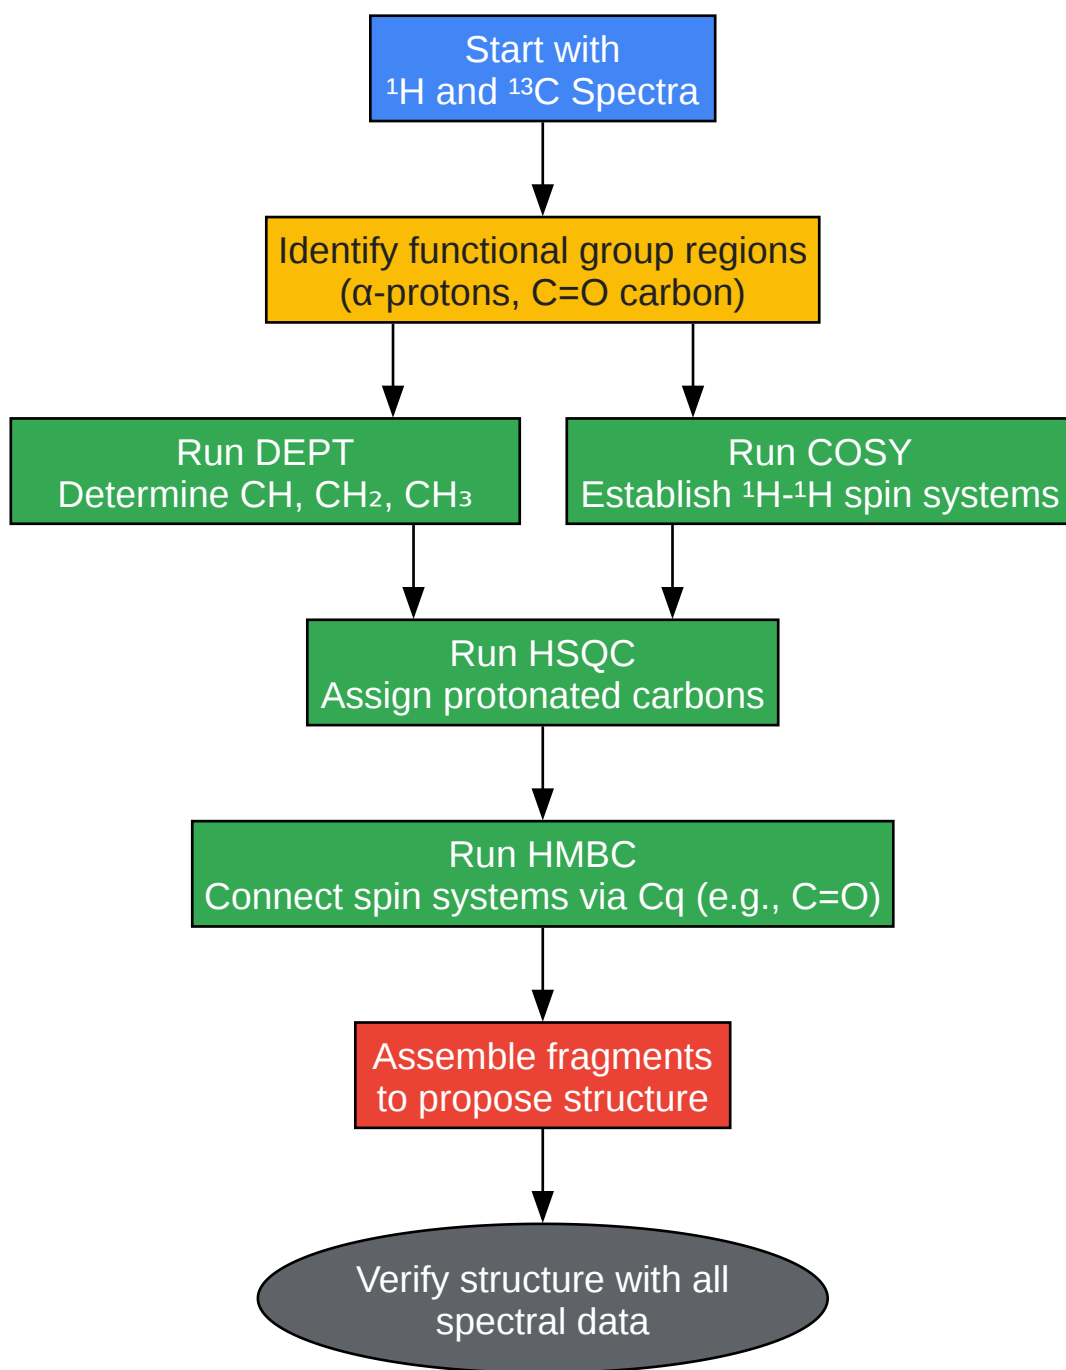 Start with
¹H and ¹³C Spectra
Identify functional group regions
(α-protons, C=O carbon)
Run DEPT
Determine CH, CH₂, CH₃
Run COSY
Establish ¹H-¹H spin systems
Run HSQC
Assign protonated carbons
Run HMBC
Connect spin systems via Cq (e.g., C=O)
Assemble fragments
to propose structure
Verify structure with all
spectral data